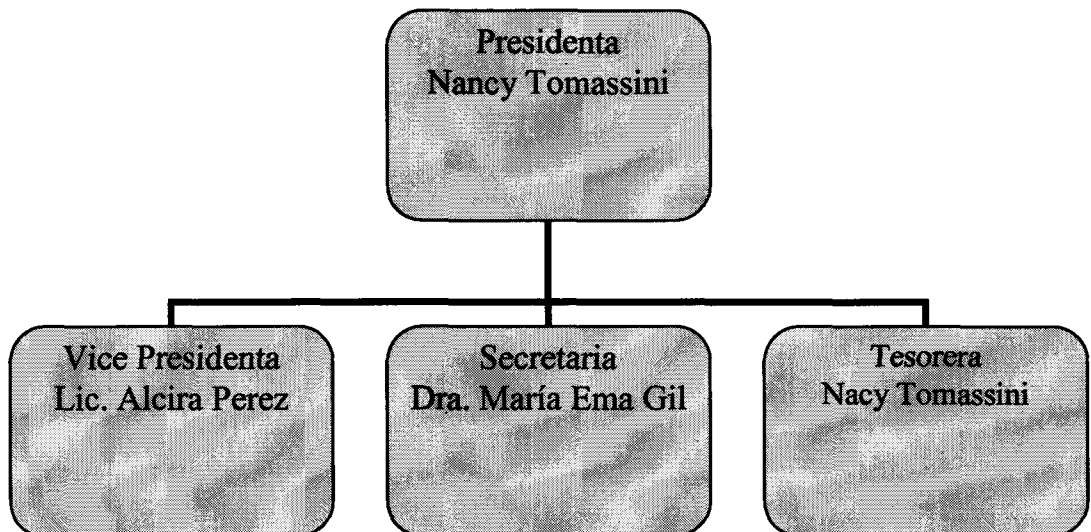 Presidenta
Nancy Tomassini
Vice Presidenta
Lic. Alcira Perez
Secretaria
Dra. María Ema Gil
Tesorera
Nacy Tomassini